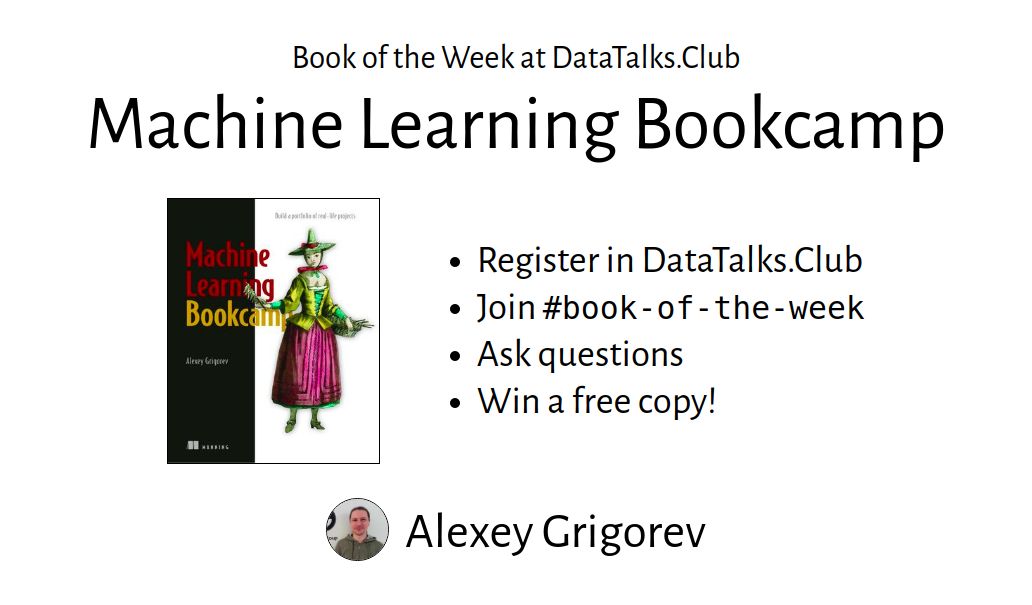 Book of the Week at DataTalks.Club
Machine Learning Bookcamp
Build a portfolio of real-life projects
Machine
Learning
Bookcamp
Alexey Grigorev
MANNING
• Register in DataTalks.Club
• Join #book-of-the-week
• Ask questions
• Win a free copy!
Alexey Grigorev